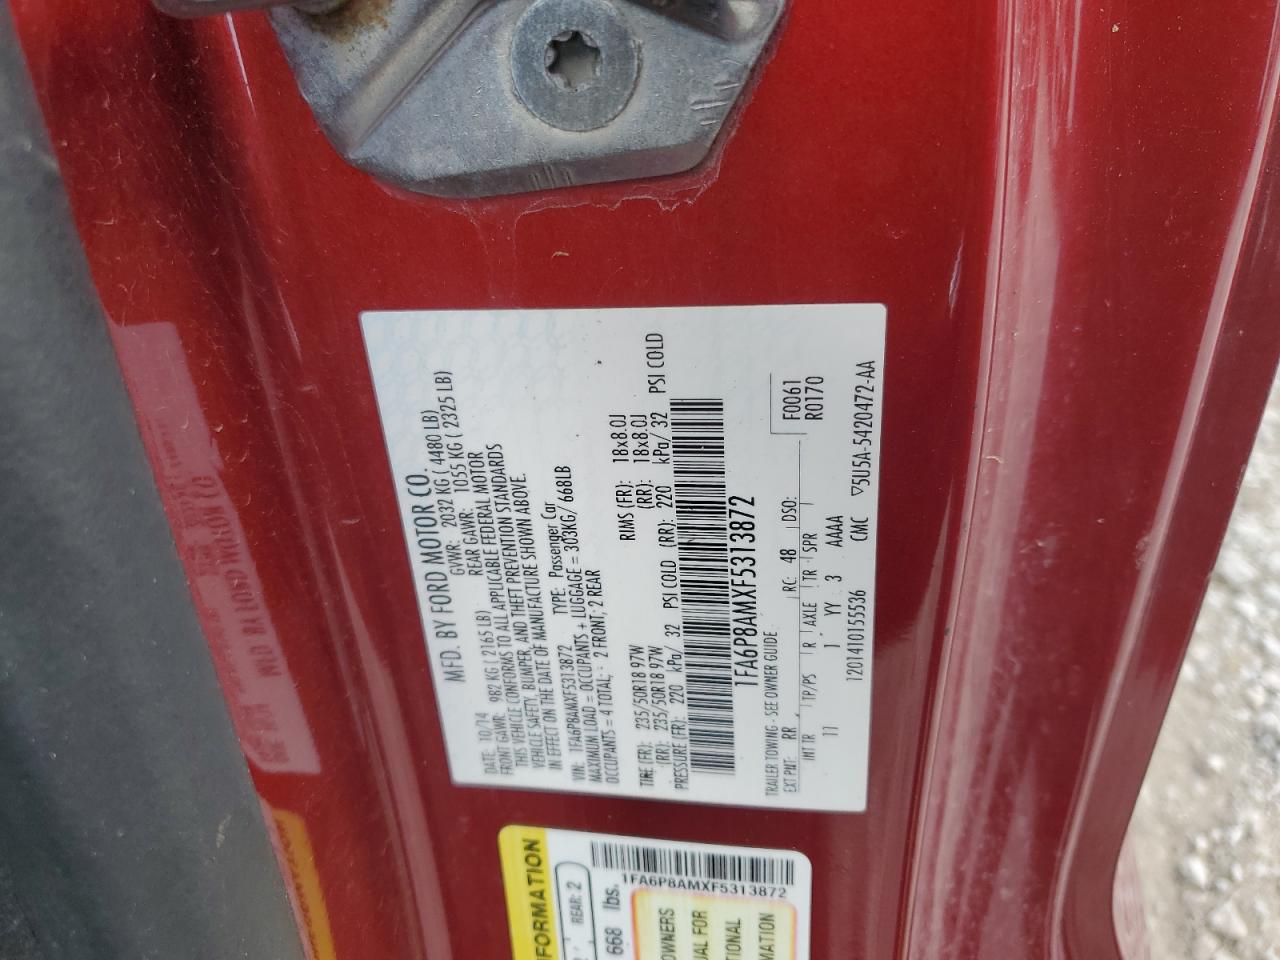 MFD. BY FORD MOTOR CO.
DATE: 10/14 GVWR: 2032 KG ( 4480 LB)
FRONT GAWR: 982 KG ( 2165 LB) REAR GAWR: 1055 KG ( 2325 LB)
THIS VEHICLE CONFORMS TO ALL APPLICABLE FEDERAL MOTOR
VEHICLE SAFETY, BUMPER, AND THEFT PREVENTION STANDARDS
IN EFFECT ON THE DATE OF MANUFACTURE SHOWN ABOVE.
VIN: 1FA6P8AMXF5313872 TYPE: Passenger Car
MAXIMUM LOAD = OCCUPANTS + LUGGAGE = 303KG/ 668LB
OCCUPANTS = 4 TOTAL; : 2 FRONT; 2 REAR
TIRE (FR): 235/50R18 97W RIMS (FR): 18x8.0J
(RR): 235/50R18 97W (RR): 18x8.0J
PRESSURE (FR): 220 kPa/ 32 PSI COLD (RR): 220 kPa/ 32 PSI COLD
1FA6P8AMXF5313872
TRAILER TOWING - SEE OWNER GUIDE
EXT PNT: RR RC: 48 DSO: F0061
INT TR TP/PS R AXLE TR SPR R0170
11 1 YY 3 AAAA
1201410155536 CMC ▽5U5A-5420472-AA
FORMATION
REAR: 2
668 lbs.
1FA6P8AMXF5313872
OWNERS
UAL FOR
TIONAL
MATION